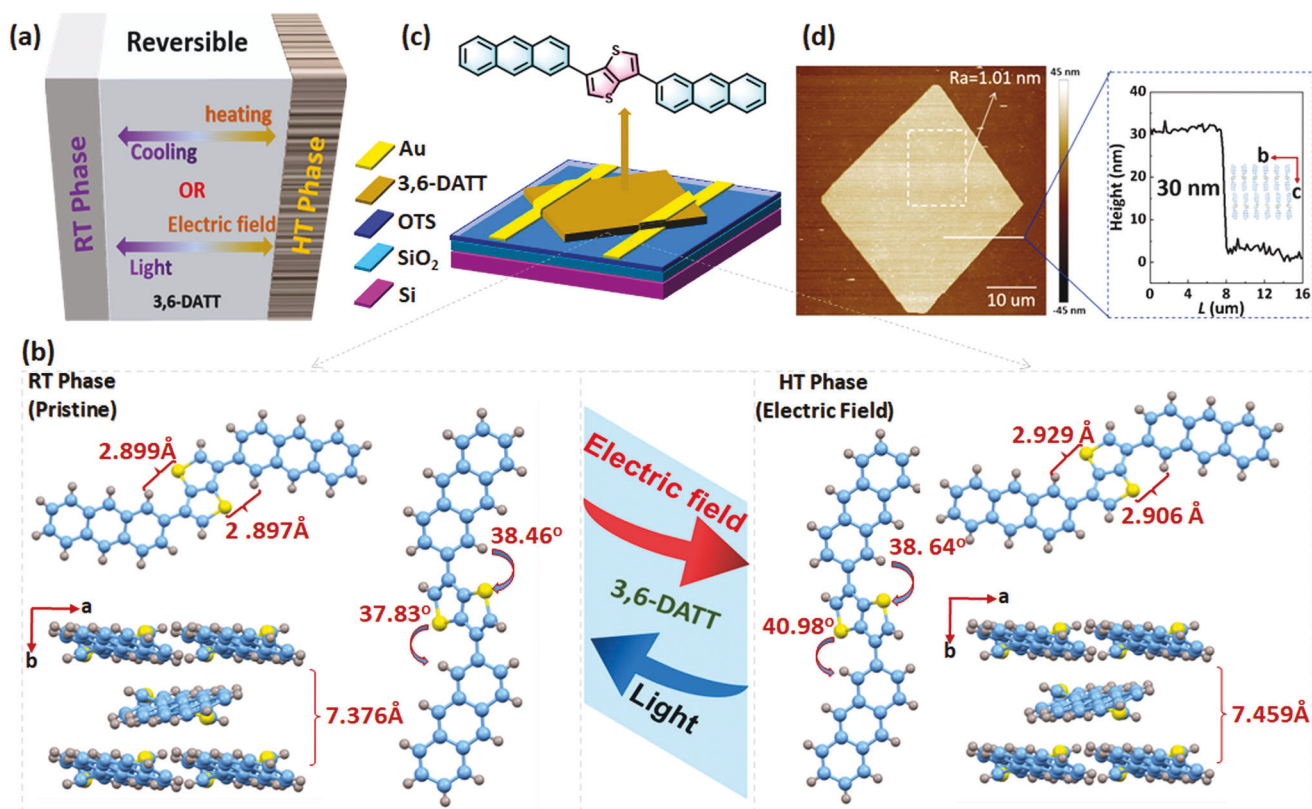 (a)
Reversible
RT Phase
heating
Cooling
OR
Electric field
Light
3,6-DATT
HT Phase
(c)
S
S
Au
3,6-DATT
OTS
SiO2
Si
(d)
Ra=1.01 nm
45 nm
-45 nm
10 um
40
30
20
10
0
Height (nm)
30 nm
b
c
0 4 8 12 16
L (um)
(b)
RT Phase
(Pristine)
2.899Å
2 .897Å
38.46°
37.83°
a
b
7.376Å
Electric field
3,6-DATT
Light
HT Phase
(Electric Field)
2.929 Å
2.906 Å
38. 64°
40.98°
a
b
7.459Å